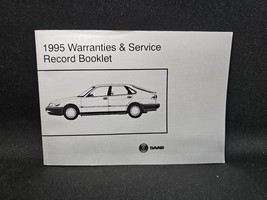 1995 Warranties & Service
Record Booklet
SAAB